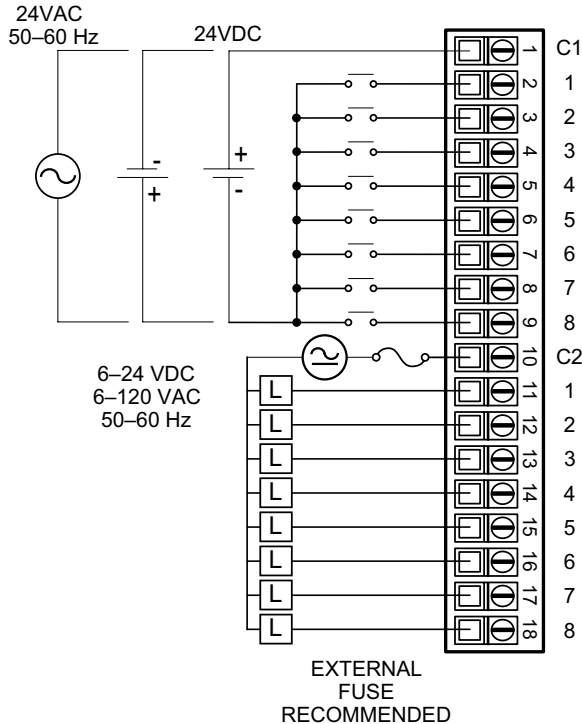 24VAC
50–60 Hz
24VDC
-
+
+
-
1 C1
2 1
3 2
4 3
5 4
6 5
7 6
8 7
9 8
10 C2
6–24 VDC
6–120 VAC
50–60 Hz
L 11 1
L 12 2
L 13 3
L 14 4
L 15 5
L 16 6
L 17 7
L 18 8
EXTERNAL
FUSE
RECOMMENDED